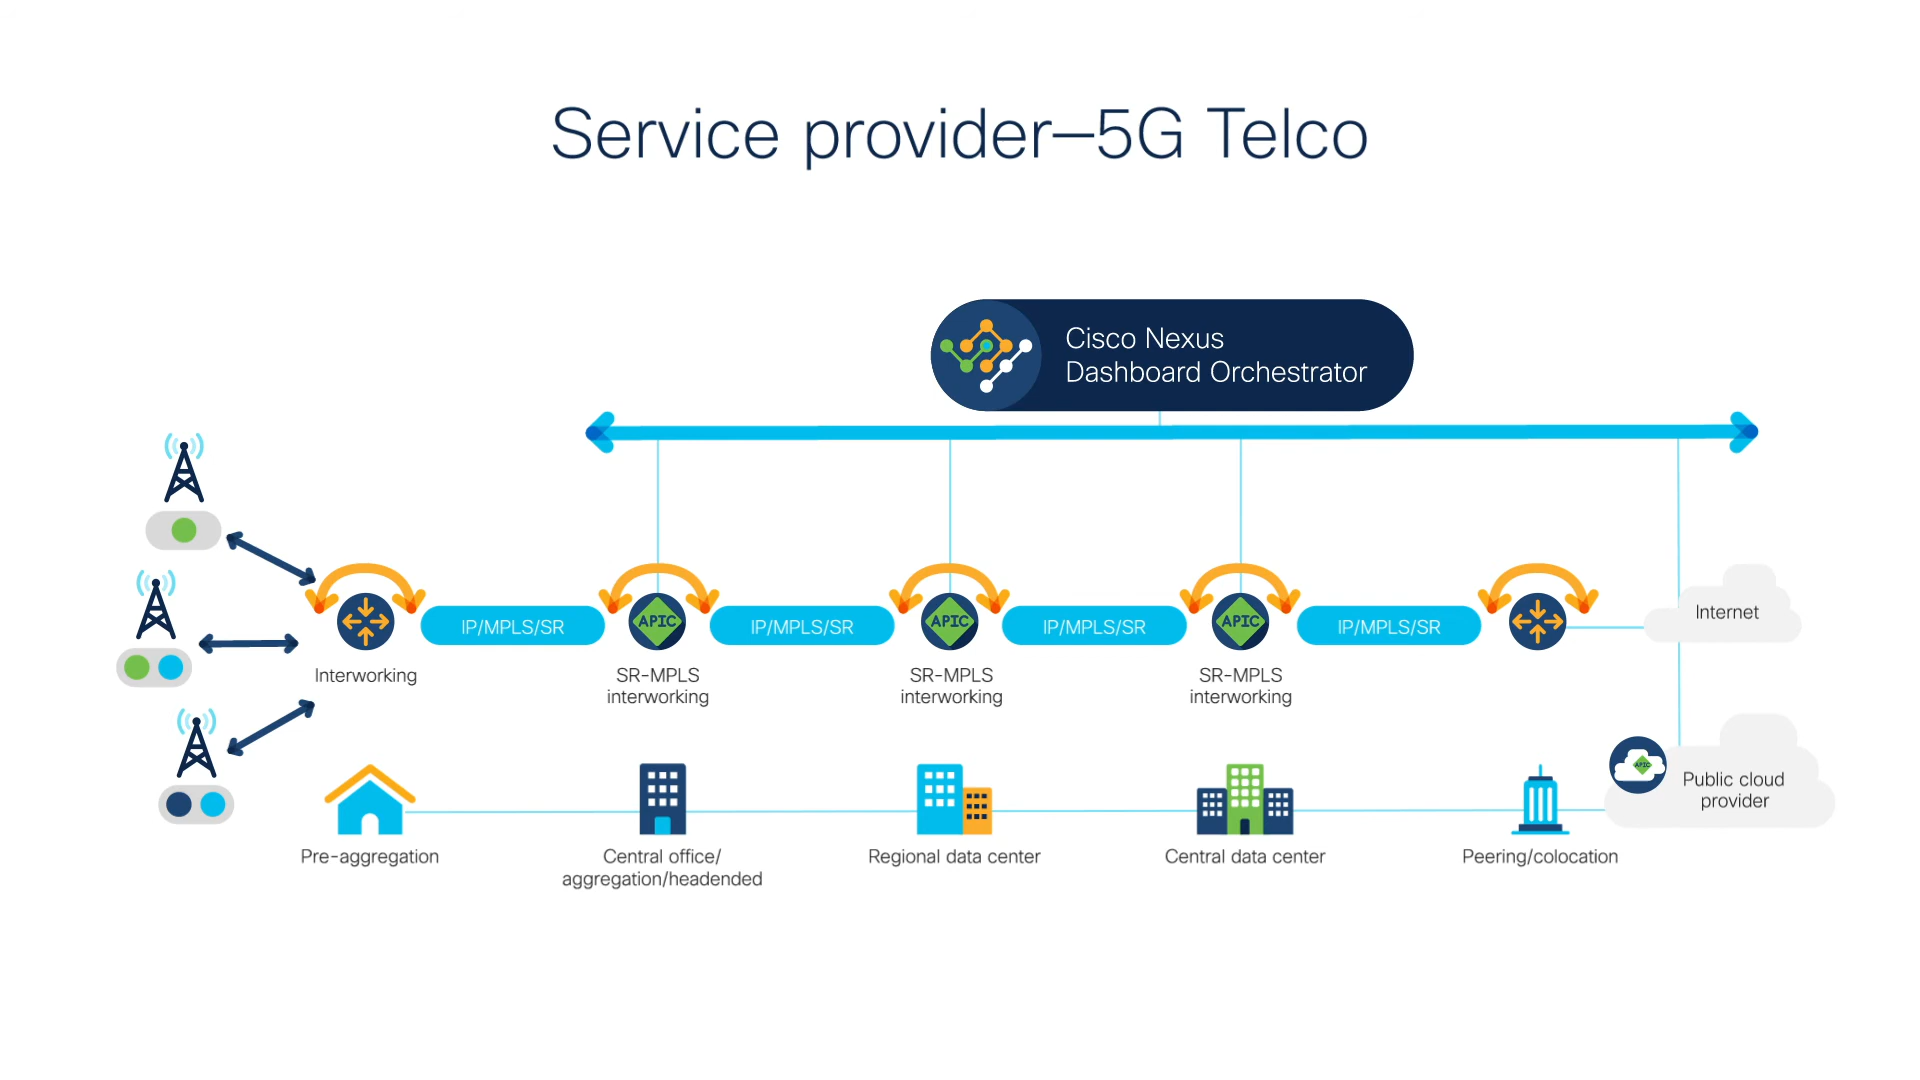 Service provider—5G Telco
Cisco Nexus
Dashboard Orchestrator
IP/MPLS/SR
APIC
IP/MPLS/SR
APIC
IP/MPLS/SR
APIC
IP/MPLS/SR
Internet
Interworking
SR-MPLS
interworking
SR-MPLS
interworking
SR-MPLS
interworking
APIC
Public cloud
provider
Pre-aggregation
Central office/
aggregation/headended
Regional data center
Central data center
Peering/colocation